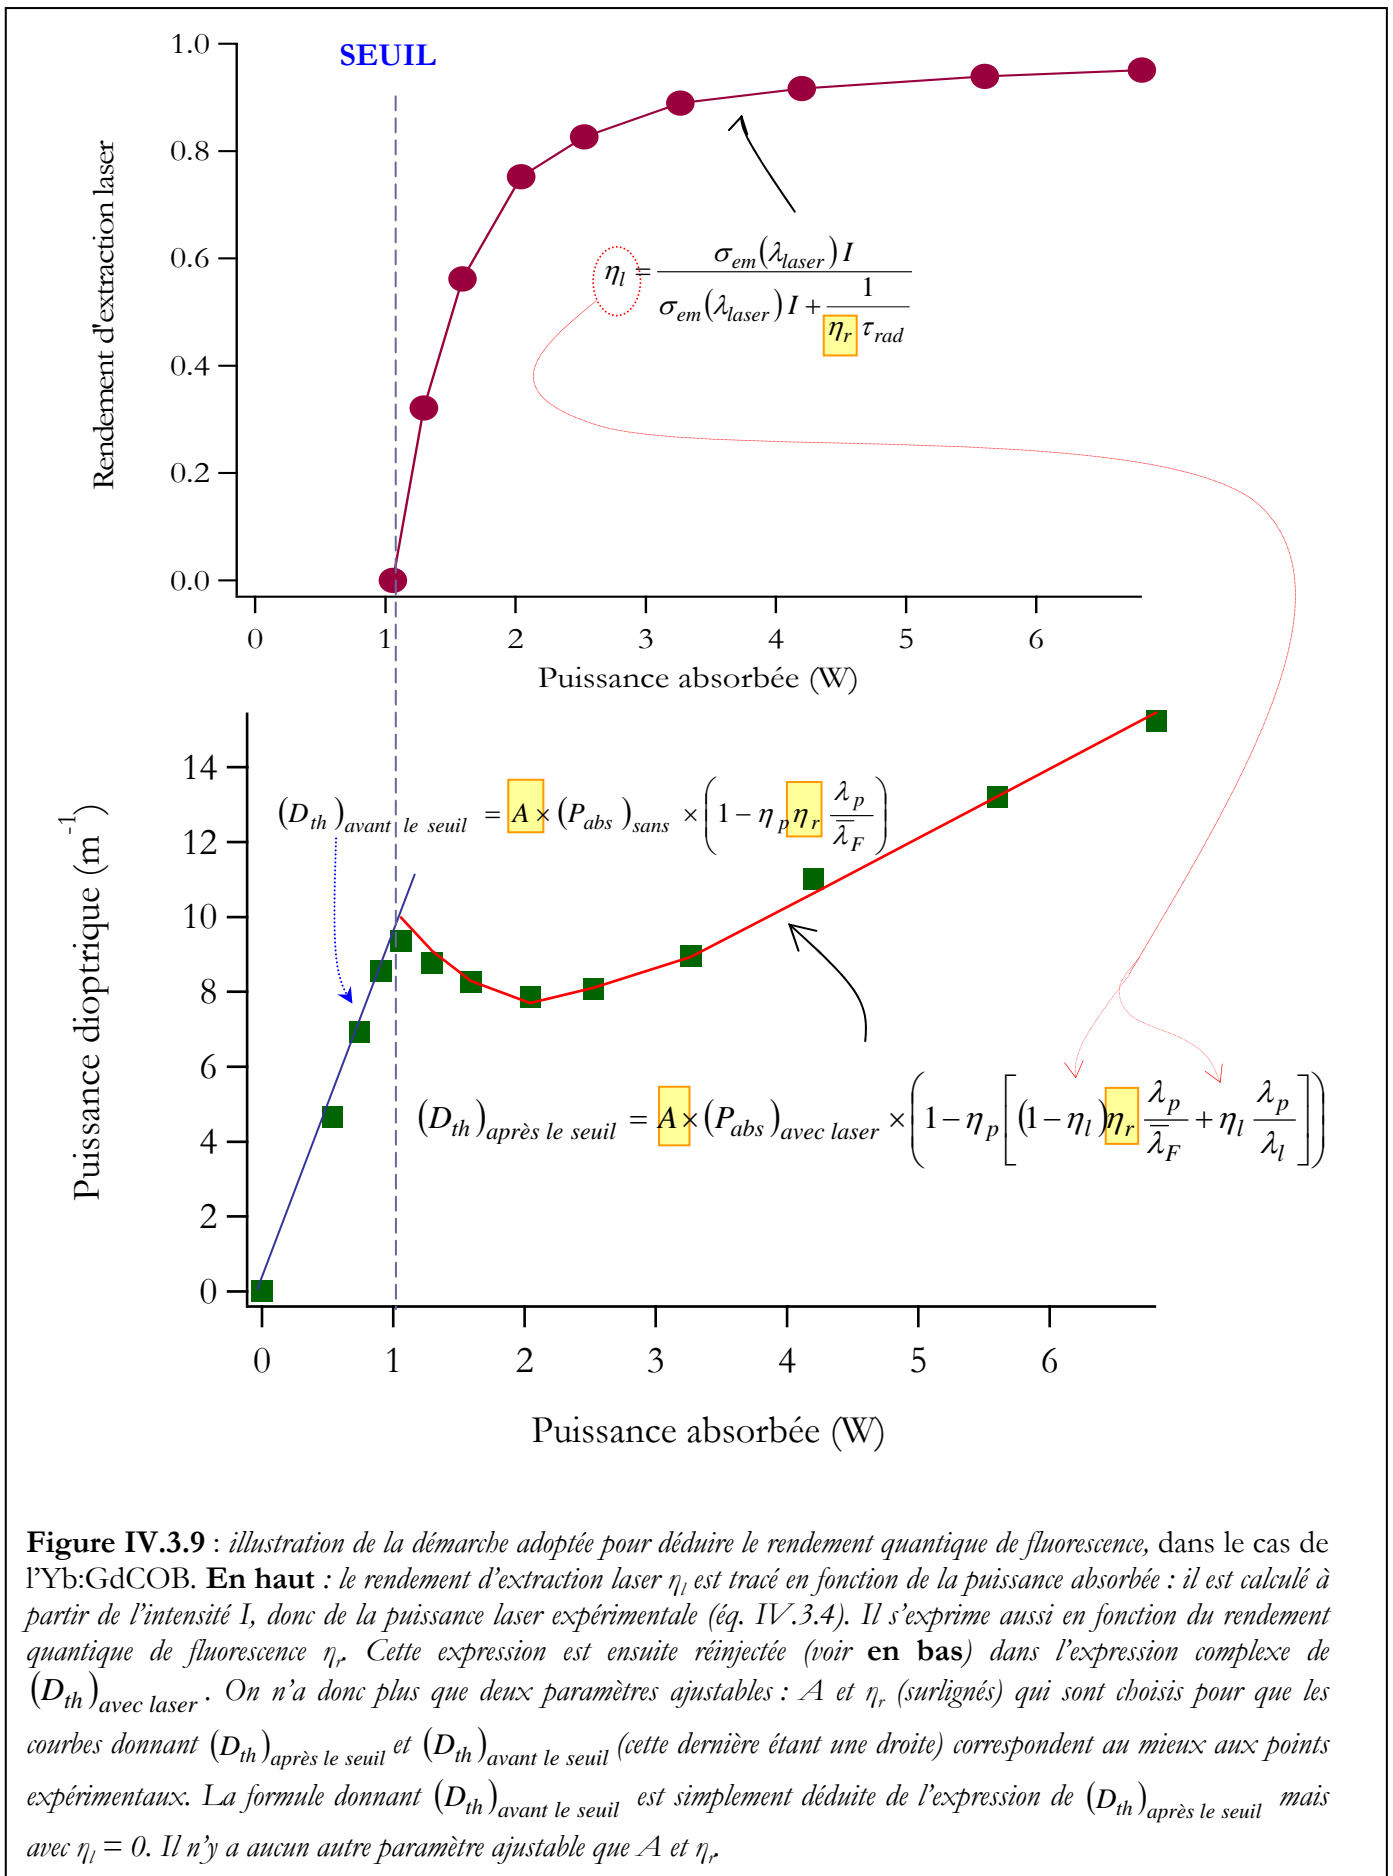 SEUIL
1.0
0.8
0.6
0.4
0.2
0.0
Rendement d'extraction laser
η_l = σ_em(λ_laser) I / (σ_em(λ_laser) I + 1 / (η_r τ_rad))
0 1 2 3 4 5 6
Puissance absorbée (W)
14
12
10
8
6
4
2
0
Puissance dioptrique (m⁻¹)
(D_th)_avant le seuil = A × (P_abs)_sans × (1 − η_p η_r λ_p / λ̄_F)
(D_th)_après le seuil = A × (P_abs)_avec laser × (1 − η_p [(1 − η_l) η_r λ_p / λ̄_F + η_l λ_p / λ_l])
0 1 2 3 4 5 6
Puissance absorbée (W)
Figure IV.3.9 : illustration de la démarche adoptée pour déduire le rendement quantique de fluorescence, dans le cas de
l'Yb:GdCOB. En haut : le rendement d'extraction laser η_l est tracé en fonction de la puissance absorbée : il est calculé à
partir de l'intensité I, donc de la puissance laser expérimentale (éq. IV.3.4). Il s'exprime aussi en fonction du rendement
quantique de fluorescence η_r. Cette expression est ensuite réinjectée (voir en bas) dans l'expression complexe de
(D_th)_avec laser. On n'a donc plus que deux paramètres ajustables : A et η_r (surlignés) qui sont choisis pour que les
courbes donnant (D_th)_après le seuil et (D_th)_avant le seuil (cette dernière étant une droite) correspondent au mieux aux points
expérimentaux. La formule donnant (D_th)_avant le seuil est simplement déduite de l'expression de (D_th)_après le seuil mais
avec η_l = 0. Il n'y a aucun autre paramètre ajustable que A et η_r.